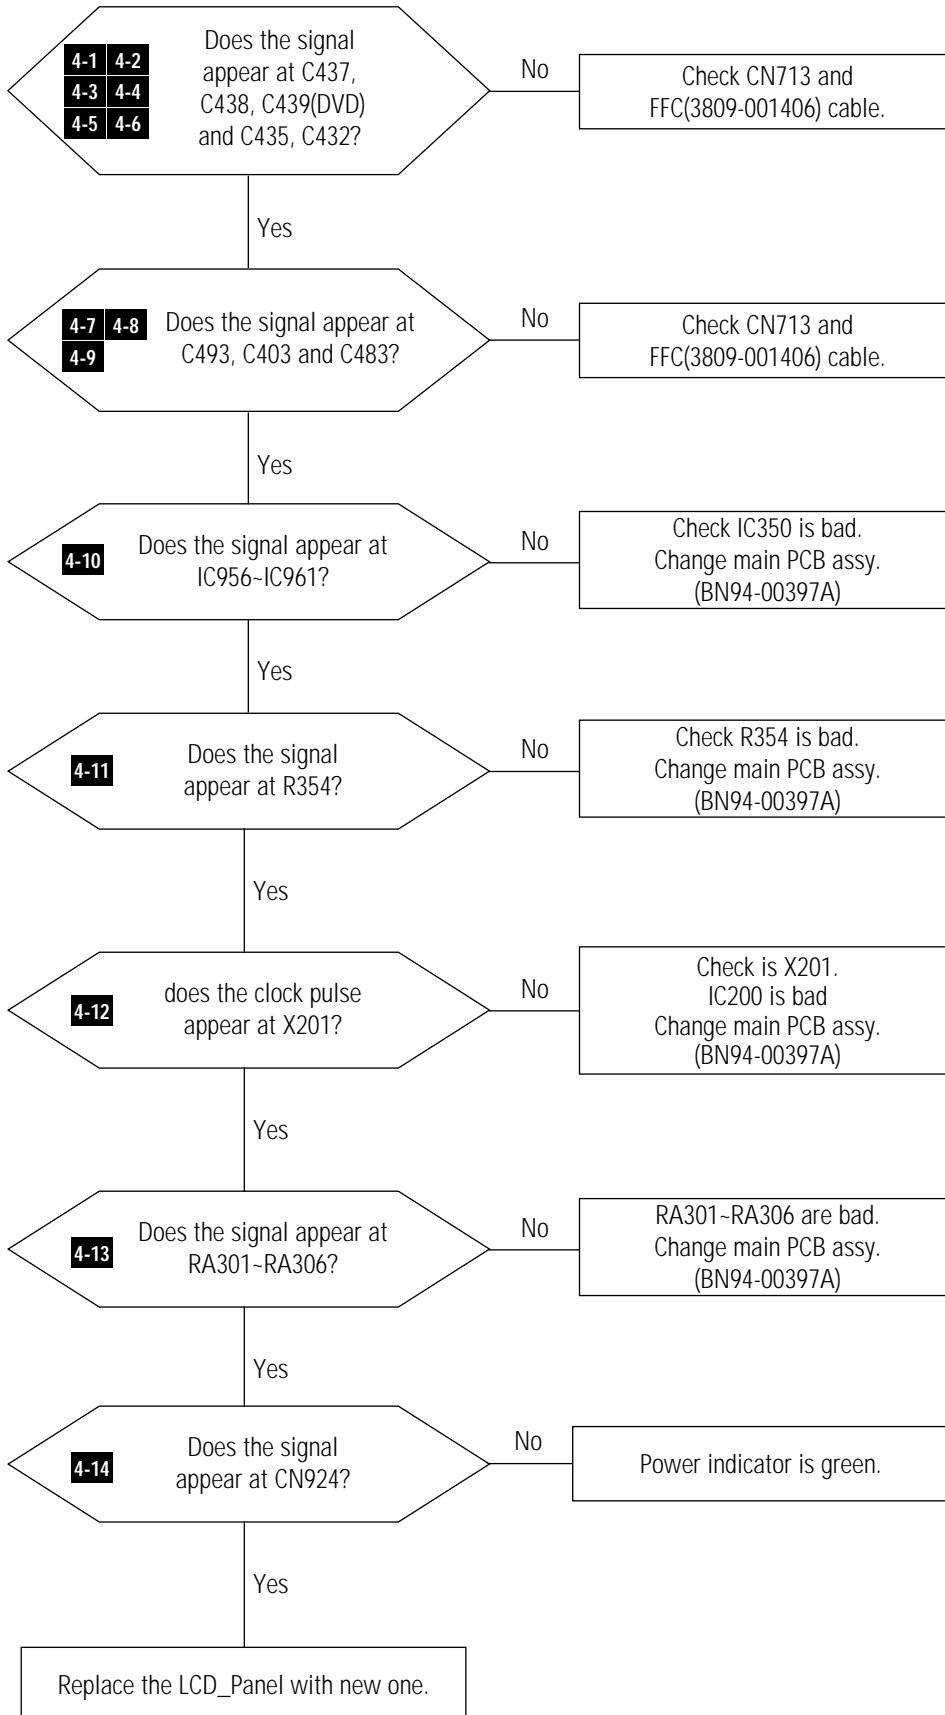 4-1 4-2
4-3 4-4
4-5 4-6
Does the signal
appear at C437,
C438, C439(DVD)
and C435, C432?
No
Check CN713 and
FFC(3809-001406) cable.
Yes
4-7 4-8
4-9
Does the signal appear at
C493, C403 and C483?
No
Check CN713 and
FFC(3809-001406) cable.
Yes
4-10
Does the signal appear at
IC956~IC961?
No
Check IC350 is bad.
Change main PCB assy.
(BN94-00397A)
Yes
4-11
Does the signal
appear at R354?
No
Check R354 is bad.
Change main PCB assy.
(BN94-00397A)
Yes
4-12
does the clock pulse
appear at X201?
No
Check is X201.
IC200 is bad
Change main PCB assy.
(BN94-00397A)
Yes
4-13
Does the signal appear at
RA301~RA306?
No
RA301~RA306 are bad.
Change main PCB assy.
(BN94-00397A)
Yes
4-14
Does the signal
appear at CN924?
No
Power indicator is green.
Yes
Replace the LCD_Panel with new one.